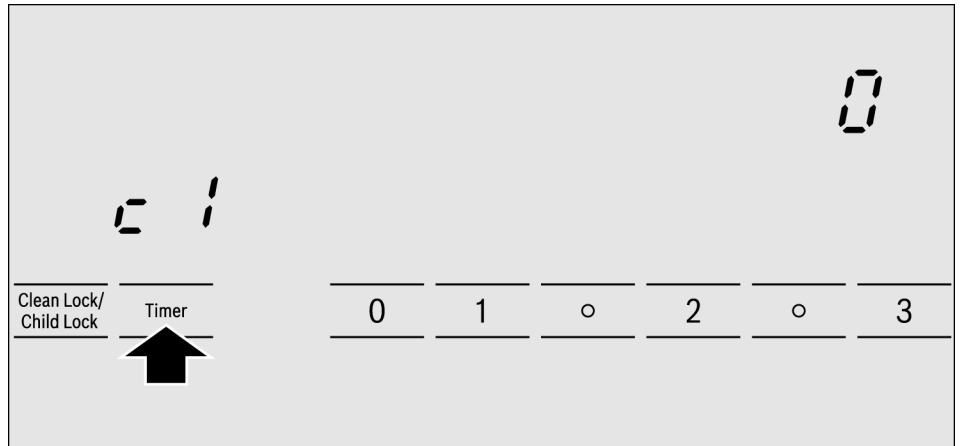 0
c 1
Clean Lock/
Child Lock
Timer
0 1 ○ 2 ○ 3